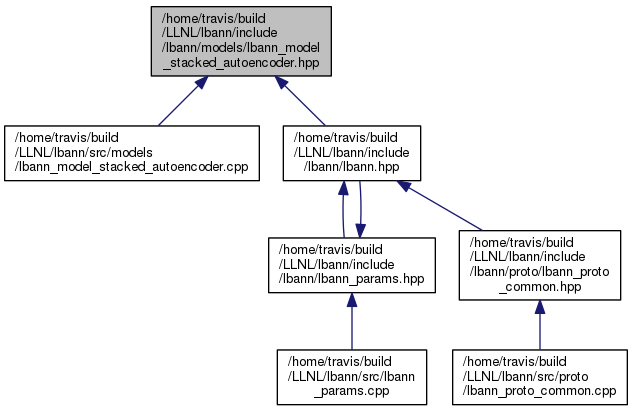 /home/travis/build
/LLNL/lbann/include
/lbann/models/lbann_model
_stacked_autoencoder.hpp
/home/travis/build
/LLNL/lbann/src/models
/lbann_model_stacked_autoencoder.cpp
/home/travis/build
/LLNL/lbann/include
/lbann/lbann.hpp
/home/travis/build
/LLNL/lbann/include
/lbann/lbann_params.hpp
/home/travis/build
/LLNL/lbann/include
/lbann/proto/lbann_proto
_common.hpp
/home/travis/build
/LLNL/lbann/src/lbann
_params.cpp
/home/travis/build
/LLNL/lbann/src/proto
/lbann_proto_common.cpp